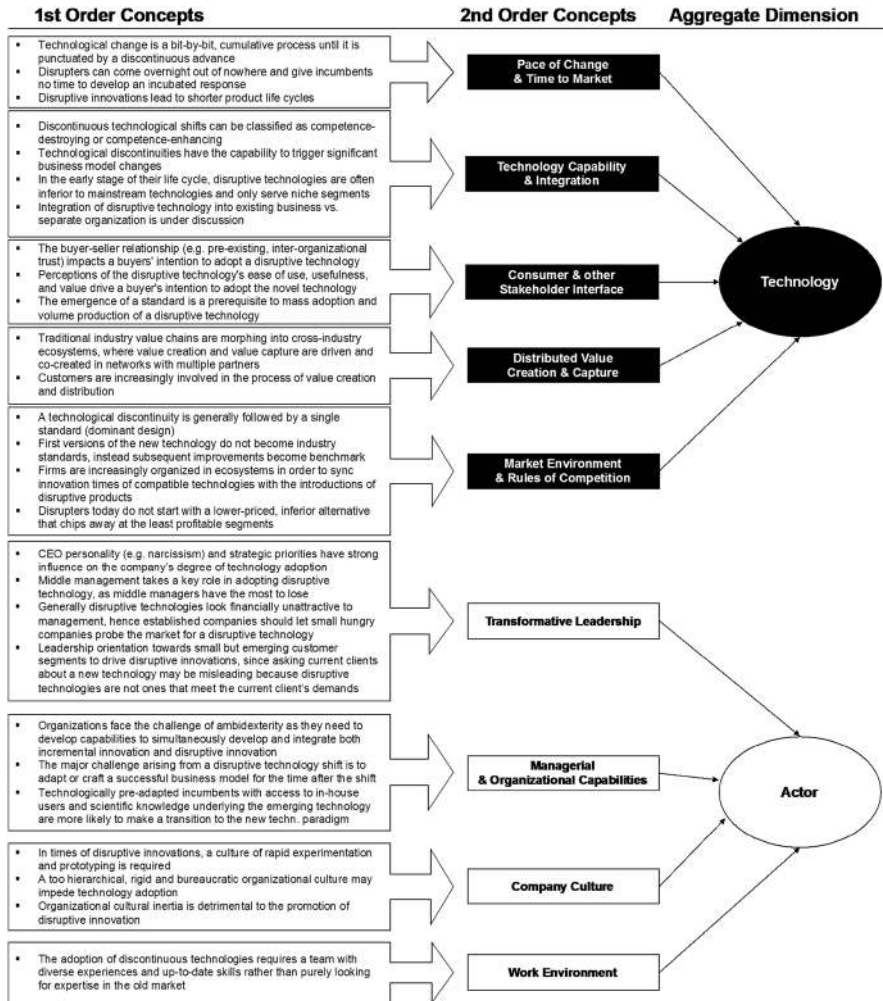 1st Order Concepts
2nd Order Concepts
Aggregate Dimension
▪ Technological change is a bit-by-bit, cumulative process until it is
punctuated by a discontinuous advance
▪ Disrupters can come overnight out of nowhere and give incumbents
no time to develop an incubated response
▪ Disruptive innovations lead to shorter product life cycles
Pace of Change
& Time to Market
▪ Discontinuous technological shifts can be classified as competence-
destroying or competence-enhancing
▪ Technological discontinuities have the capability to trigger significant
business model changes
▪ In the early stage of their life cycle, disruptive technologies are often
inferior to mainstream technologies and only serve niche segments
▪ Integration of disruptive technology into existing business vs.
separate organization is under discussion
Technology Capability
& Integration
▪ The buyer-seller relationship (e.g. pre-existing, inter-organizational
trust) impacts a buyers' intention to adopt a disruptive technology
▪ Perceptions of the disruptive technology's ease of use, usefulness,
and value drive a buyer's intention to adopt the novel technology
▪ The emergence of a standard is a prerequisite to mass adoption and
volume production of a disruptive technology
Consumer & other
Stakeholder Interface
Technology
▪ Traditional industry value chains are morphing into cross-industry
ecosystems, where value creation and value capture are driven and
co-created in networks with multiple partners
▪ Customers are increasingly involved in the process of value creation
and distribution
Distributed Value
Creation & Capture
▪ A technological discontinuity is generally followed by a single
standard (dominant design)
▪ First versions of the new technology do not become industry
standards, instead subsequent improvements become benchmark
▪ Firms are increasingly organized in ecosystems in order to sync
innovation times of compatible technologies with the introductions of
disruptive products
▪ Disrupters today do not start with a lower-priced, inferior alternative
that chips away at the least profitable segments
Market Environment
& Rules of Competition
▪ CEO personality (e.g. narcissism) and strategic priorities have strong
influence on the company's degree of technology adoption
▪ Middle management takes a key role in adopting disruptive
technology, as middle managers have the most to lose
▪ Generally disruptive technologies look financially unattractive to
management, hence established companies should let small hungry
companies probe the market for a disruptive technology
▪ Leadership orientation towards small but emerging customer
segments to drive disruptive innovations, since asking current clients
about a new technology may be misleading because disruptive
technologies are not ones that meet the current client's demands
Transformative Leadership
▪ Organizations face the challenge of ambidexterity as they need to
develop capabilities to simultaneously develop and integrate both
incremental innovation and disruptive innovation
▪ The major challenge arising from a disruptive technology shift is to
adapt or craft a successful business model for the time after the shift
▪ Technologically pre-adapted incumbents with access to in-house
users and scientific knowledge underlying the emerging technology
are more likely to make a transition to the new techn. paradigm
Managerial
& Organizational Capabilities
Actor
▪ In times of disruptive innovations, a culture of rapid experimentation
and prototyping is required
▪ A too hierarchical, rigid and bureaucratic organizational culture may
impede technology adoption
▪ Organizational cultural inertia is detrimental to the promotion of
disruptive innovation
Company Culture
▪ The adoption of discontinuous technologies requires a team with
diverse experiences and up-to-date skills rather than purely looking
for expertise in the old market
Work Environment